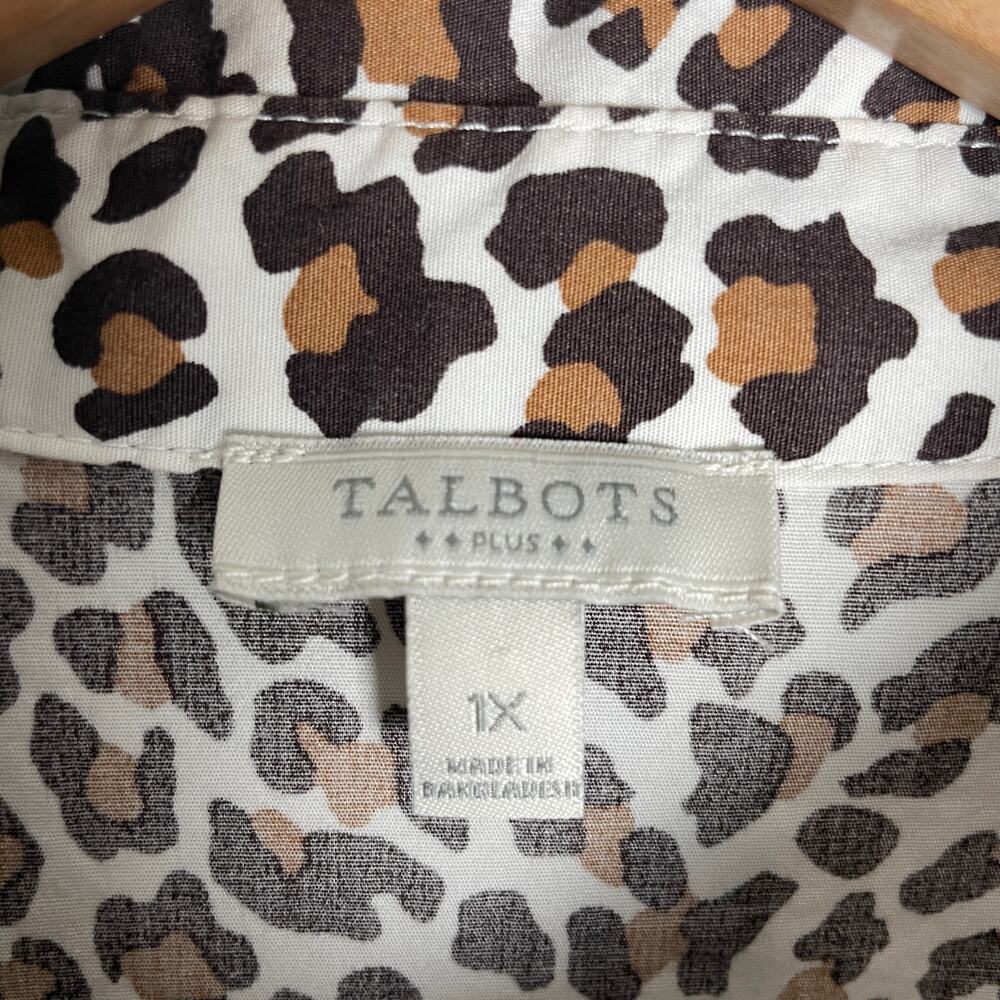 TALBOTS
✦ ✦ PLUS ✦ ✦
1X
MADE IN
BANGLADESH